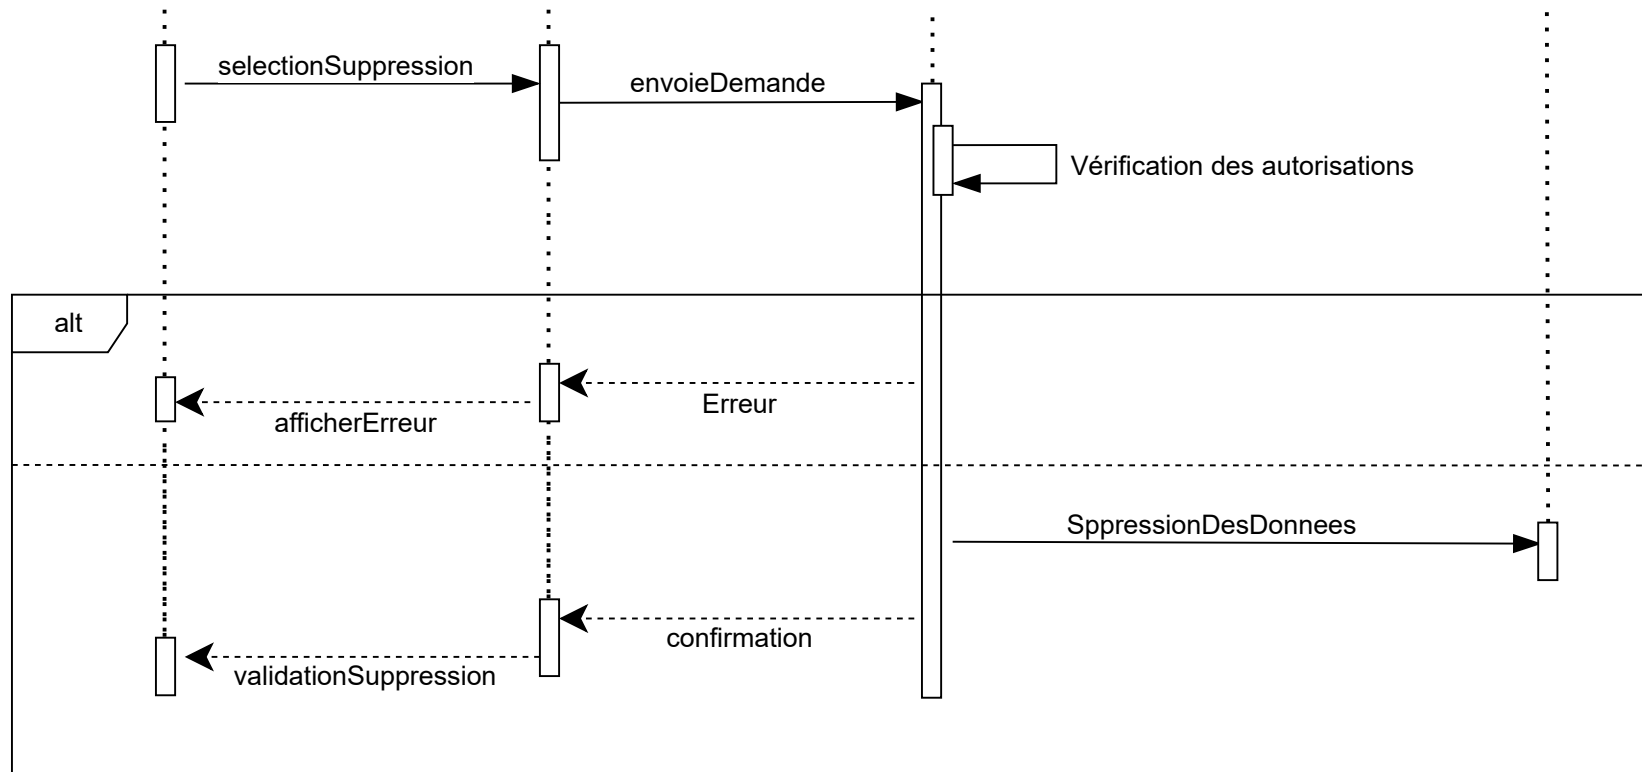 selectionSuppression
envoieDemande
Vérification des autorisations
alt
Erreur
afficherErreur
SppressionDesDonnees
confirmation
validationSuppression